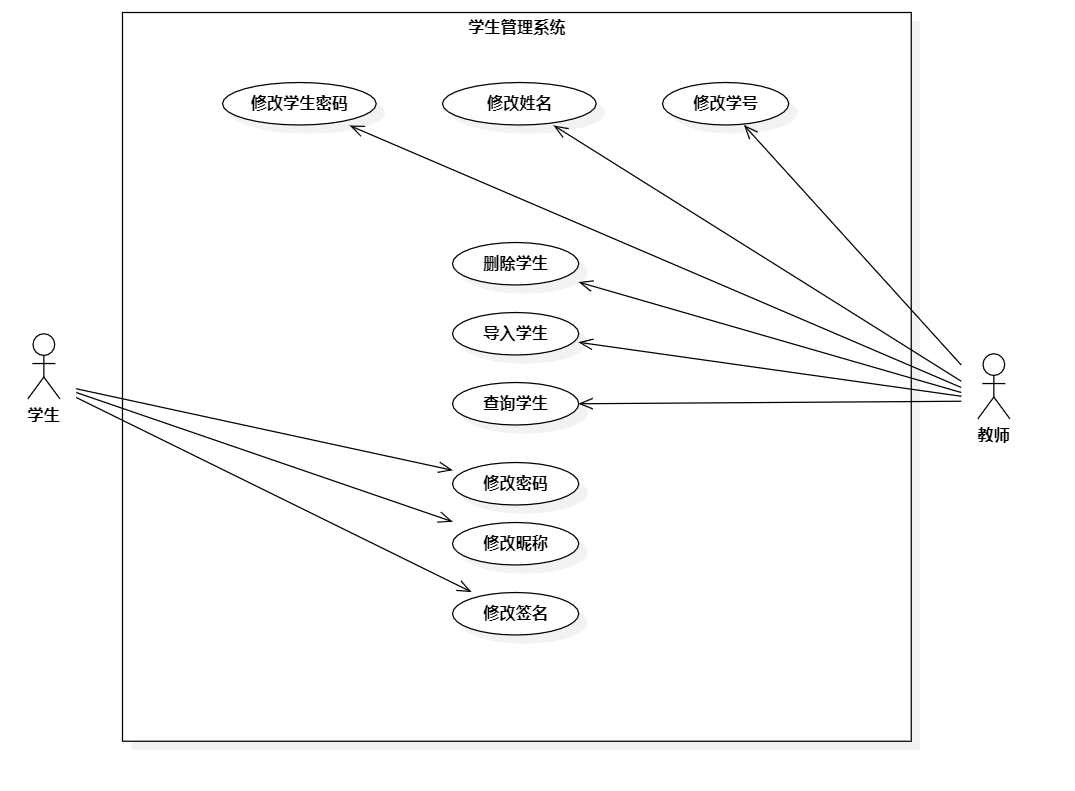 学生管理系统
修改学生密码
修改姓名
修改学号
删除学生
导入学生
查询学生
学生
教师
修改密码
修改昵称
修改签名